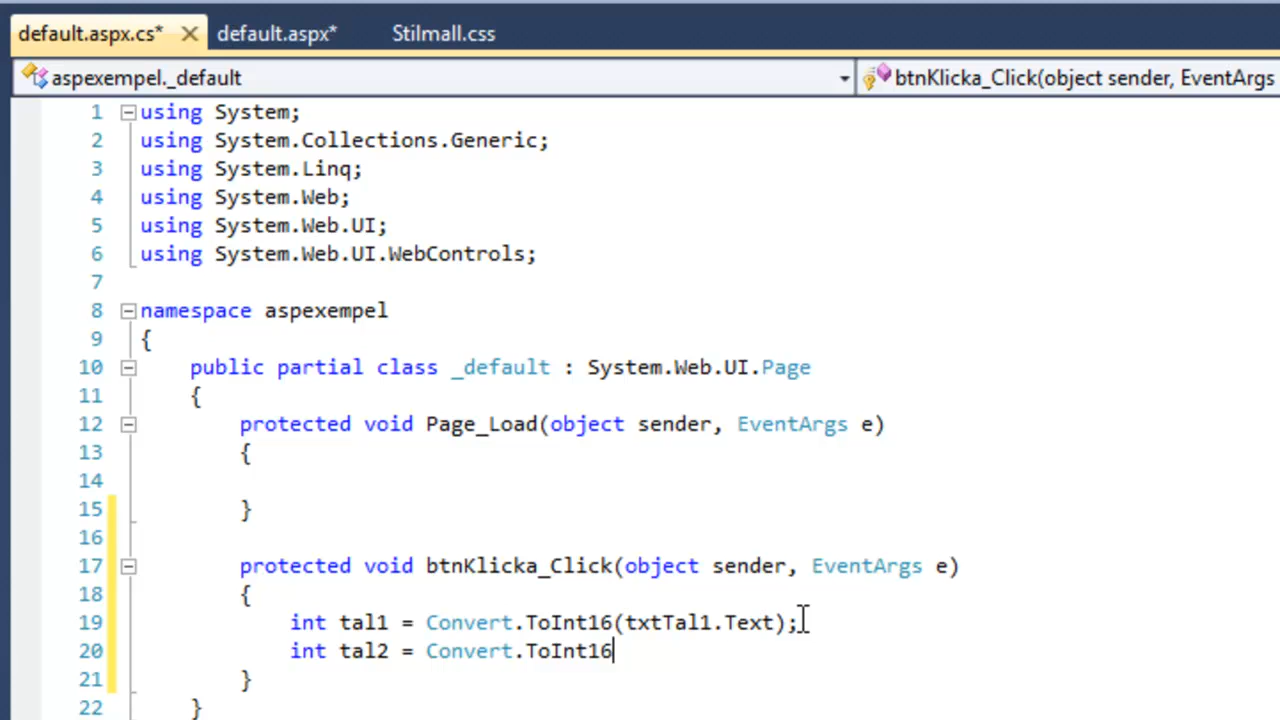 default.aspx.cs* default.aspx* Stilmall.css
aspexempel._default btnKlicka_Click(object sender, EventArgs
1 using System;
2 using System.Collections.Generic;
3 using System.Linq;
4 using System.Web;
5 using System.Web.UI;
6 using System.Web.UI.WebControls;
7
8 namespace aspexempel
9 {
10 public partial class _default : System.Web.UI.Page
11 {
12 protected void Page_Load(object sender, EventArgs e)
13 {
14
15 }
16
17 protected void btnKlicka_Click(object sender, EventArgs e)
18 {
19 int tal1 = Convert.ToInt16(txtTal1.Text);
20 int tal2 = Convert.ToInt16
21 }
22 }